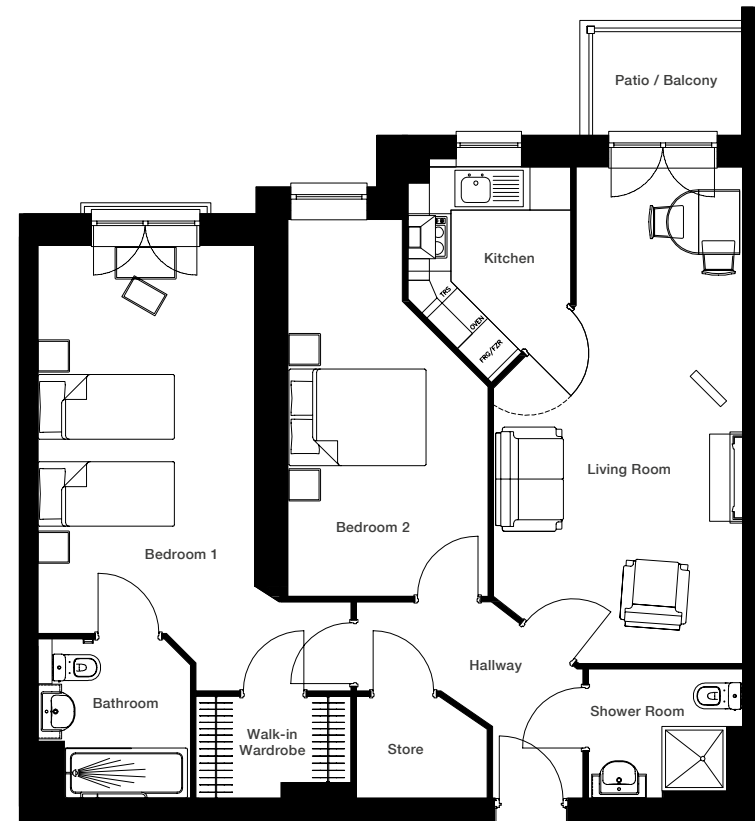 Patio / Balcony
Kitchen
TRS
OVEN
FRG/FZR
Living Room
Bedroom 2
Bedroom 1
Hallway
Bathroom
Shower Room
Walk-in
Wardrobe
Store